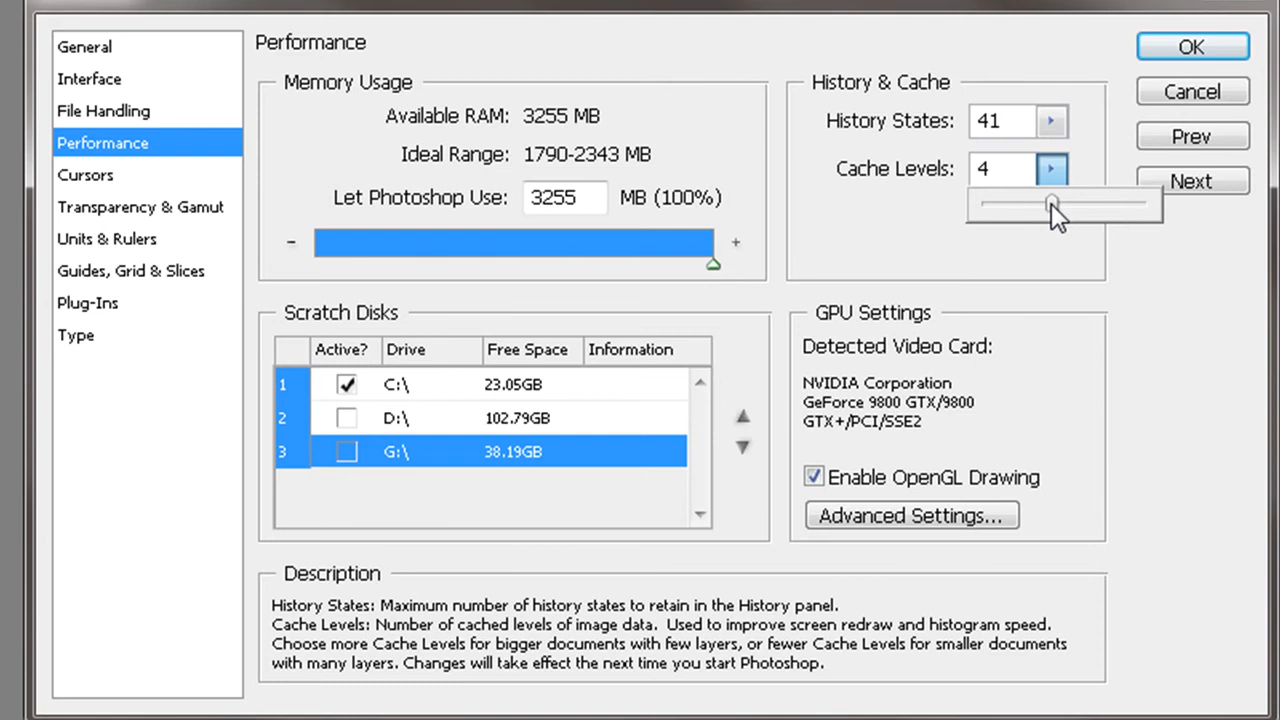 General
Interface
File Handling
Performance
Cursors
Transparency & Gamut
Units & Rulers
Guides, Grid & Slices
Plug-Ins
Type
Performance
Memory Usage
Available RAM: 3255 MB
Ideal Range: 1790-2343 MB
Let Photoshop Use: 3255 MB (100%)
- +
History & Cache
History States: 41
Cache Levels: 4
OK
Cancel
Prev
Next
Scratch Disks
Active? Drive Free Space Information
1 C:\ 23.05GB
2 D:\ 102.79GB
3 G:\ 38.19GB
GPU Settings
Detected Video Card:
NVIDIA Corporation
GeForce 9800 GTX/9800
GTX+/PCI/SSE2
Enable OpenGL Drawing
Advanced Settings...
Description
History States: Maximum number of history states to retain in the History panel.
Cache Levels: Number of cached levels of image data. Used to improve screen redraw and histogram speed.
Choose more Cache Levels for bigger documents with few layers, or fewer Cache Levels for smaller documents
with many layers. Changes will take effect the next time you start Photoshop.